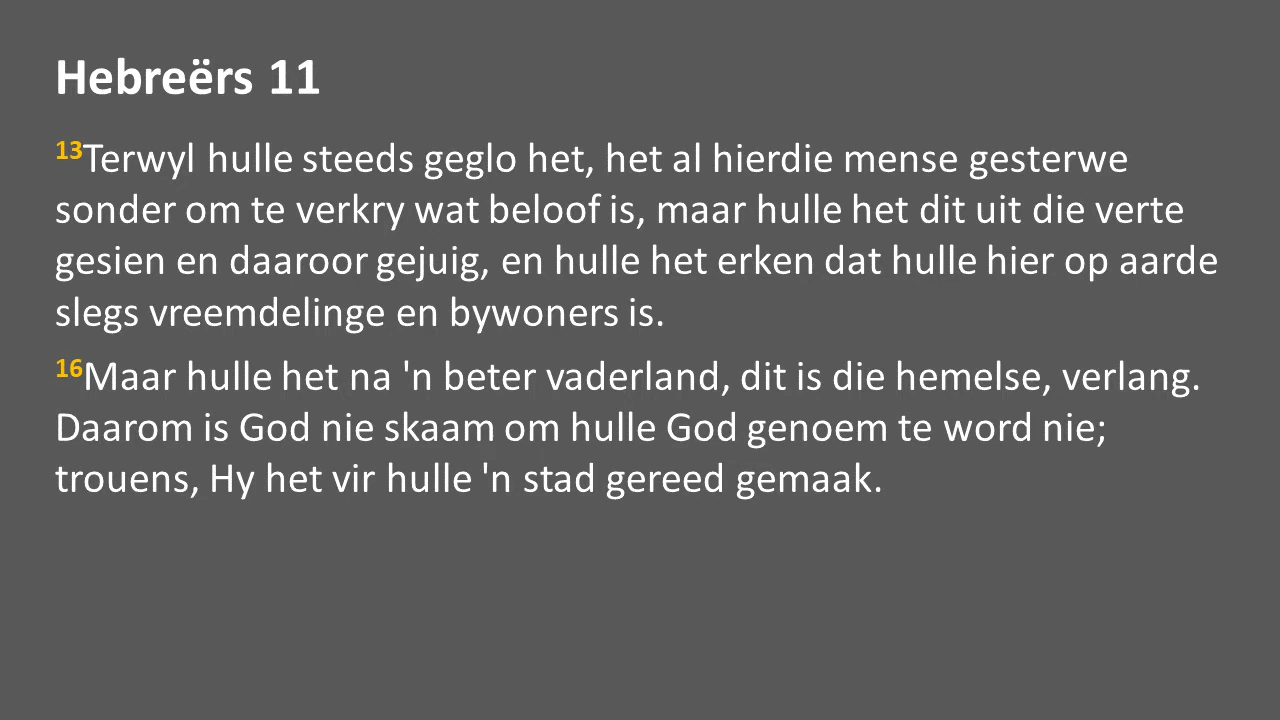 Hebreërs 11
13Terwyl hulle steeds geglo het, het al hierdie mense gesterwe
sonder om te verkry wat beloof is, maar hulle het dit uit die verte
gesien en daaroor gejuig, en hulle het erken dat hulle hier op aarde
slegs vreemdelinge en bywoners is.
16Maar hulle het na 'n beter vaderland, dit is die hemelse, verlang.
Daarom is God nie skaam om hulle God genoem te word nie;
trouens, Hy het vir hulle 'n stad gereed gemaak.